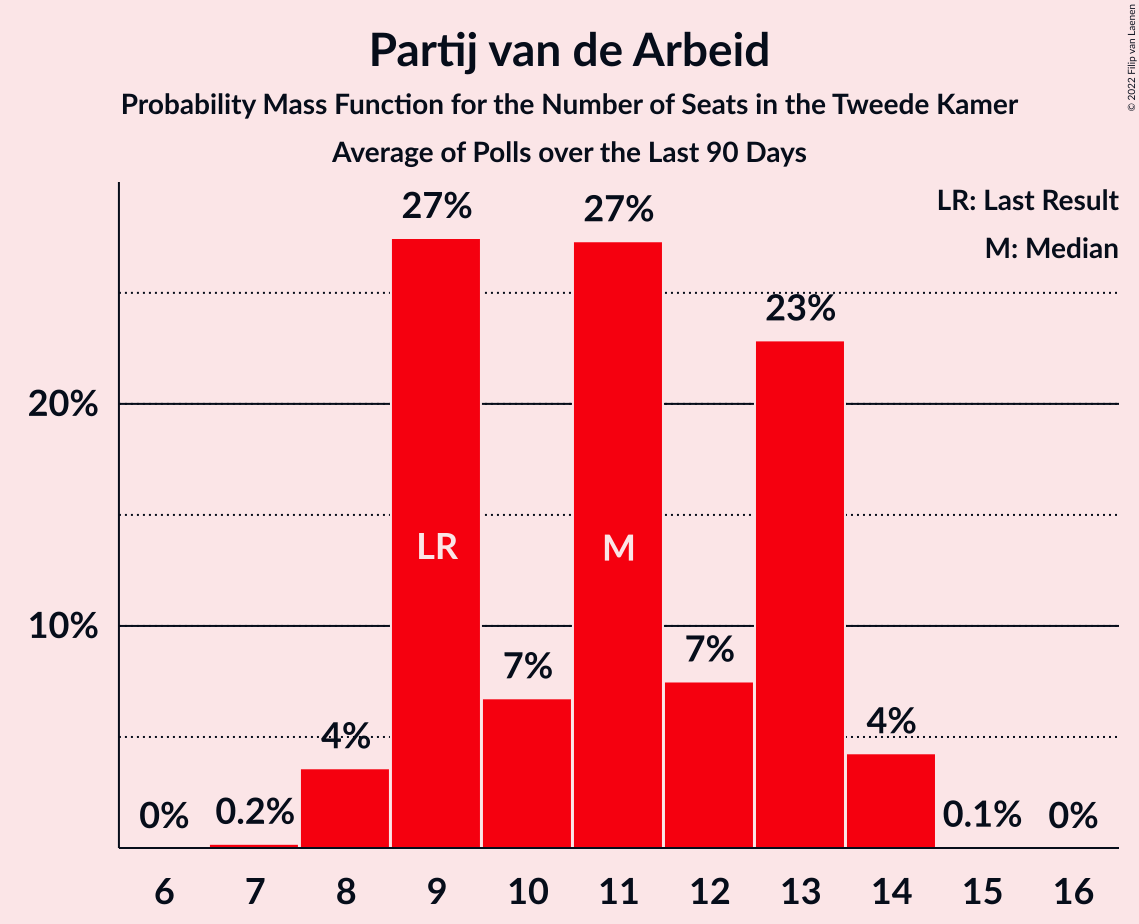 Partij van de Arbeid
Probability Mass Function for the Number of Seats in the Tweede Kamer
Average of Polls over the Last 90 Days
© 2022 Filip van Laenen
LR: Last Result
M: Median
27%
27%
23%
20%
LR
M
10%
7%
7%
4%
4%
0%
0.2%
0.1%
0%
6 7 8 9 10 11 12 13 14 15 16